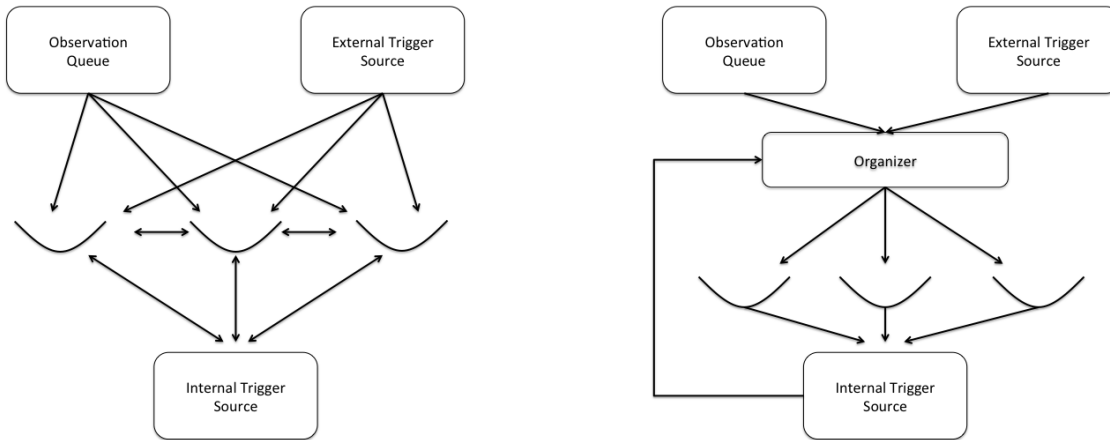 Observation
Queue
External Trigger
Source
Internal Trigger
Source
Observation
Queue
External Trigger
Source
Organizer
Internal Trigger
Source